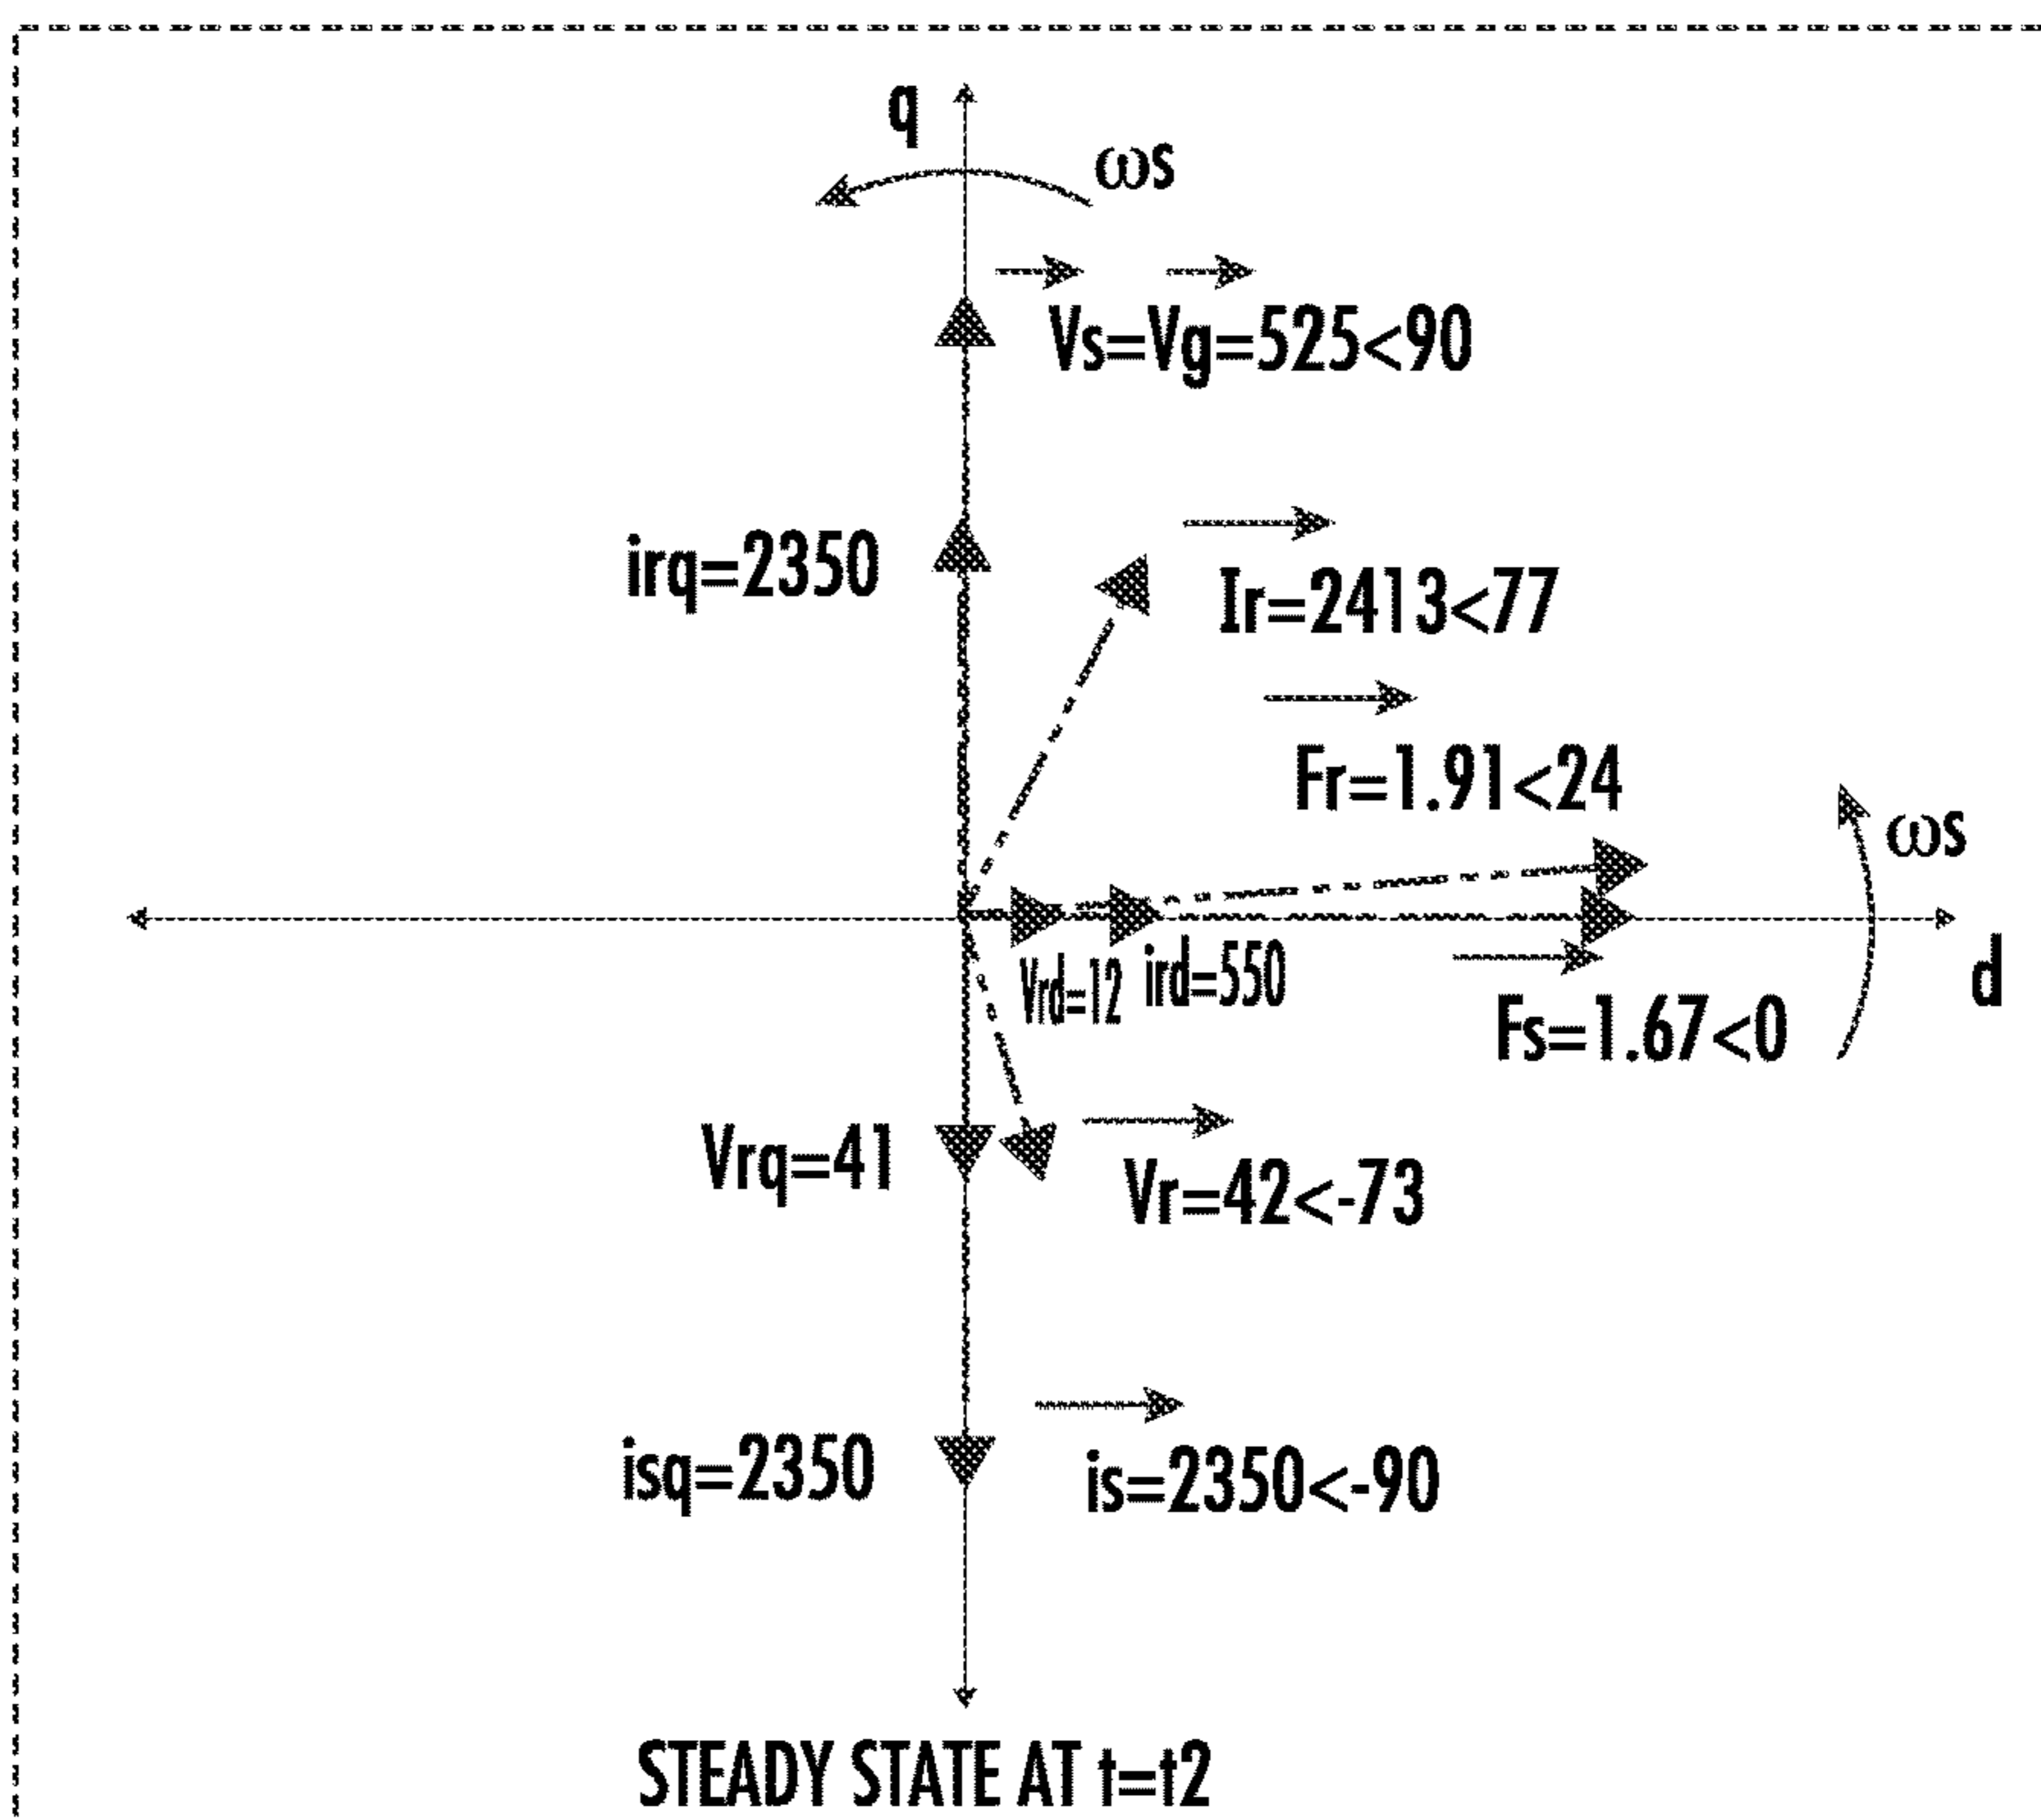 q
ωs
Vs=Vg=525<90
irq=2350
Ir=2413<77
Fr=1.91<24
ωs
Vrd=12
ird=550
d
Fs=1.67<0
Vrq=41
Vr=42<-73
isq=2350
is=2350<-90
STEADY STATE AT t=t2